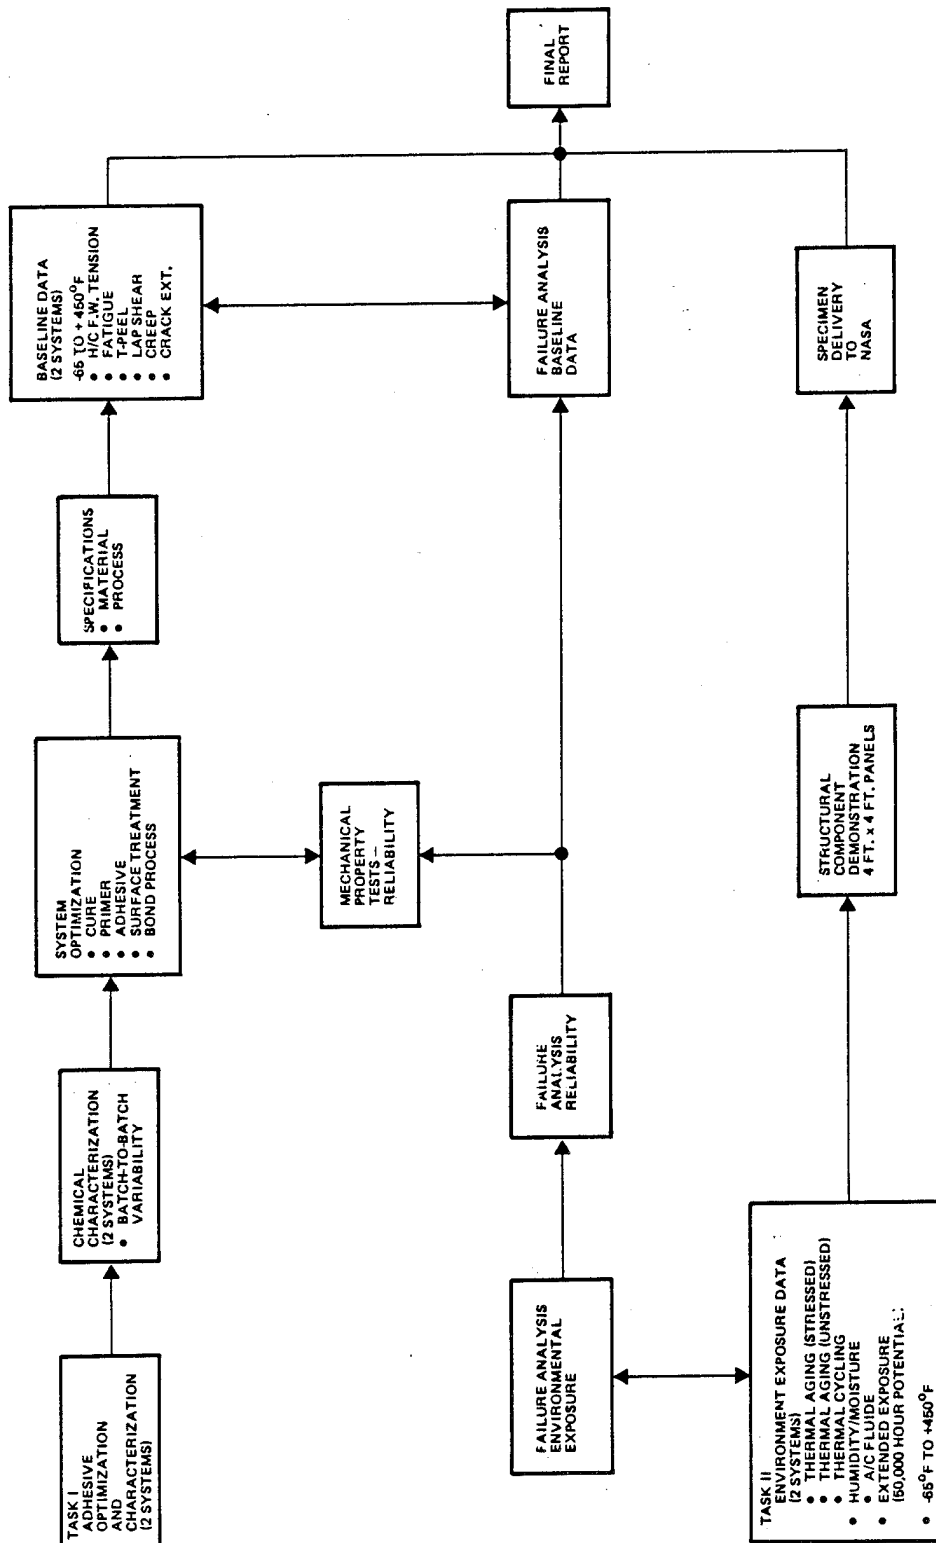 TASK I
ADHESIVE
OPTIMIZATION
AND
CHARACTERIZATION
(2 SYSTEMS)
CHEMICAL
CHARACTERIZATION
(2 SYSTEMS)
• BATCH-TO-BATCH
VARIABILITY
SYSTEM
OPTIMIZATION
• CURE
• PRIMER
• ADHESIVE
• SURFACE TREATMENT
• BOND PROCESS
SPECIFICATIONS
• MATERIAL
• PROCESS
BASELINE DATA
(2 SYSTEMS)
-65 TO + 450°F
• H/C F.W. TENSION
• FATIGUE
• T-PEEL
• LAP SHEAR
• CREEP
• CRACK EXT.
MECHANICAL
PROPERTY
TESTS –
RELIABILITY
FAILURE ANALYSIS
ENVIRONMENTAL
EXPOSURE
FAILURE
ANALYSIS
RELIABILITY
FAILURE ANALYSIS
BASELINE
DATA
FINAL
REPORT
TASK II
ENVIRONMENT EXPOSURE DATA
(2 SYSTEMS)
• THERMAL AGING (STRESSED)
• THERMAL AGING (UNSTRESSED)
• THERMAL CYCLING
• HUMIDITY/MOISTURE
• A/C FLUIDE
• EXTENDED EXPOSURE
(50,000 HOUR POTENTIAL)
• -65°F TO +450°F
STRUCTURAL
COMPONENT
DEMONSTRATION
4 FT. x 4 FT. PANELS
SPECIMEN
DELIVERY
TO
NASA